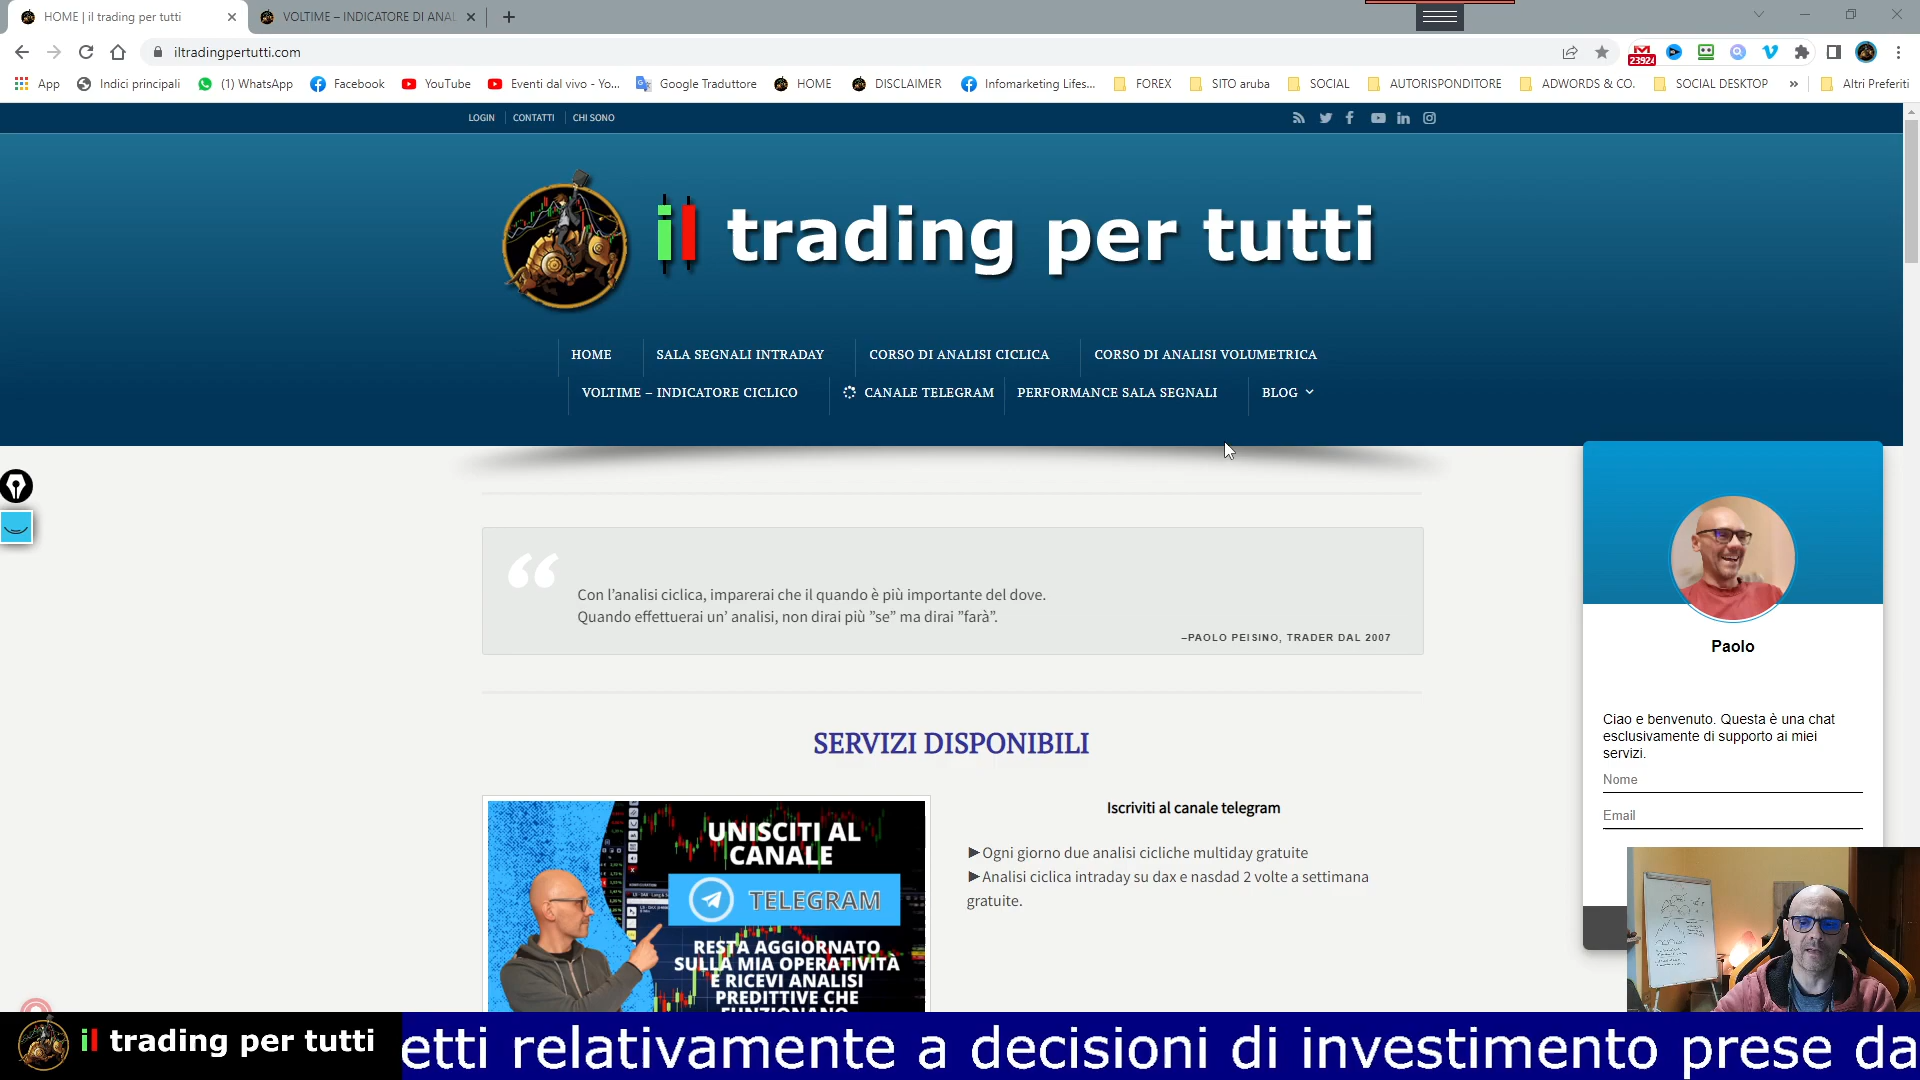 HOME | il trading per tutti
VOLTIME – INDICATORE DI ANAL
iltradingpertutti.com
23924
App
Indici principali
(1) WhatsApp
Facebook
YouTube
Eventi dal vivo - Yo...
Google Traduttore
HOME
DISCLAIMER
Infomarketing Lifes...
FOREX
SITO aruba
SOCIAL
AUTORISPONDITORE
ADWORDS & CO.
SOCIAL DESKTOP
»
Altri Preferiti
LOGIN
CONTATTI
CHI SONO
il trading per tutti
HOME
SALA SEGNALI INTRADAY
CORSO DI ANALISI CICLICA
CORSO DI ANALISI VOLUMETRICA
VOLTIME – INDICATORE CICLICO
CANALE TELEGRAM
PERFORMANCE SALA SEGNALI
BLOG
Con l’analisi ciclica, imparerai che il quando è più importante del dove.
Quando effettuerai un’ analisi, non dirai più ”se” ma dirai ”farà”.
–PAOLO PEISINO, TRADER DAL 2007
SERVIZI DISPONIBILI
UNISCITI AL
CANALE
TELEGRAM
RESTA AGGIORNATO
SULLA MIA OPERATIVITÀ
E RICEVI ANALISI
PREDITTIVE CHE
FUNZIONANO
Iscriviti al canale telegram
►Ogni giorno due analisi cicliche multiday gratuite
►Analisi ciclica intraday su dax e nasdad 2 volte a settimana
gratuite.
Paolo
Ciao e benvenuto. Questa è una chat
esclusivamente di supporto ai miei
servizi.
Nome
Email
il trading per tutti
etti relativamente a decisioni di investimento prese da